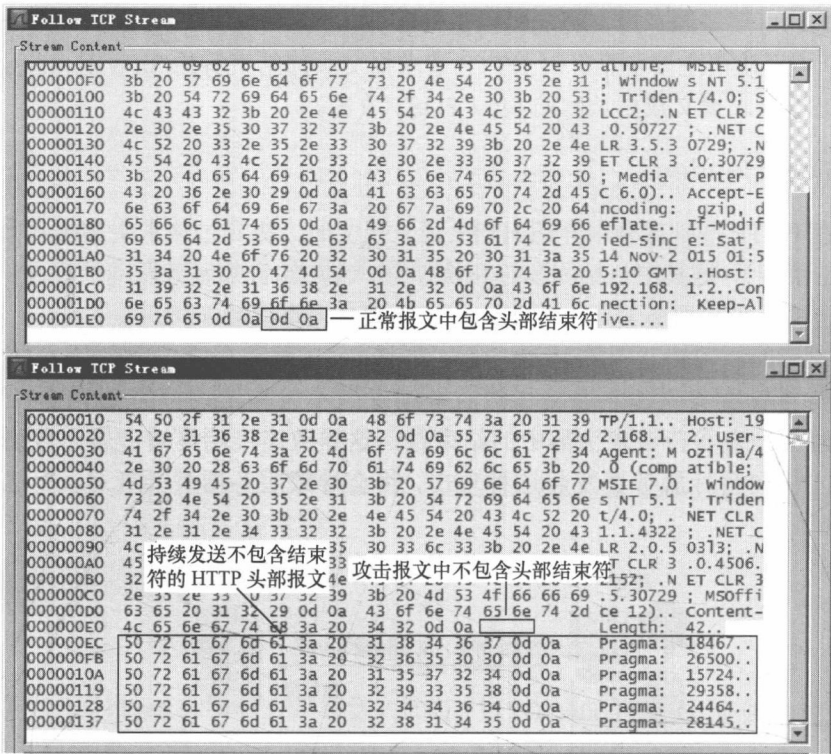 Follow TCP Stream
Stream Content
000000E0 61 74 69 62 6c 65 3b 20 4d 53 49 45 20 38 2e 30 atible; MSIE 8.0
000000F0 3b 20 57 69 6e 64 6f 77 73 20 4e 54 20 35 2e 31 ; Window s NT 5.1
00000100 3b 20 54 72 69 64 65 6e 74 2f 34 2e 30 3b 20 53 ; Triden t/4.0; S
00000110 4c 43 43 32 3b 20 2e 4e 45 54 20 43 4c 52 20 32 LCC2; .N ET CLR 2
00000120 2e 30 2e 35 30 37 32 37 3b 20 2e 4e 45 54 20 43 .0.50727 ; .NET C
00000130 4c 52 20 33 2e 35 2e 33 30 37 32 39 3b 20 2e 4e LR 3.5.3 0729; .N
00000140 45 54 20 43 4c 52 20 33 2e 30 2e 33 30 37 32 39 ET CLR 3 .0.30729
00000150 3b 20 4d 65 64 69 61 20 43 65 6e 74 65 72 20 50 ; Media Center P
00000160 43 20 36 2e 30 29 0d 0a 41 63 63 65 70 74 2d 45 C 6.0).. Accept-E
00000170 6e 63 6f 64 69 6e 67 3a 20 67 7a 69 70 2c 20 64 ncoding: gzip, d
00000180 65 66 6c 61 74 65 0d 0a 49 66 2d 4d 6f 64 69 66 eflate.. If-Modif
00000190 69 65 64 2d 53 69 6e 63 65 3a 20 53 61 74 2c 20 ied-Sinc e: Sat,
000001A0 31 34 20 4e 6f 76 20 32 30 31 35 20 30 31 3a 35 14 Nov 2 015 01:5
000001B0 35 3a 31 30 20 47 4d 54 0d 0a 48 6f 73 74 3a 20 5:10 GMT ..Host:
000001C0 31 39 32 2e 31 36 38 2e 31 2e 32 0d 0a 43 6f 6e 192.168. 1.2..Con
000001D0 6e 65 63 74 69 6f 6e 3a 20 4b 65 65 70 2d 41 6c nection: Keep-Al
000001E0 69 76 65 0d 0a 0d 0a 正常报文中包含头部结束符 ive....
Follow TCP Stream
Stream Content
00000010 54 50 2f 31 2e 31 0d 0a 48 6f 73 74 3a 20 31 39 TP/1.1.. Host: 19
00000020 32 2e 31 36 38 2e 31 2e 32 0d 0a 55 73 65 72 2d 2.168.1. 2..User-
00000030 41 67 65 6e 74 3a 20 4d 6f 7a 69 6c 6c 61 2f 34 Agent: M ozilla/4
00000040 2e 30 20 28 63 6f 6d 70 61 74 69 62 6c 65 3b 20 .0 (comp atible;
00000050 4d 53 49 45 20 37 2e 30 3b 20 57 69 6e 64 6f 77 MSIE 7.0 ; Window
00000060 73 20 4e 54 20 35 2e 31 3b 20 54 72 69 64 65 6e s NT 5.1 ; Triden
00000070 74 2f 34 2e 30 3b 20 2e 4e 45 54 20 43 4c 52 20 t/4.0; . NET CLR
00000080 31 2e 31 2e 34 33 32 32 3b 20 2e 4e 45 54 20 43 1.1.4322 ; .NET C
00000090 4c 35 30 33 6c 33 3b 20 2e 4e LR 2.0.5 03l3; .N
持续发送不包含结束
符的 HTTP 头部报文
攻击报文中不包含头部结束符
000000A0 45 T CLR 3 .0.4506.
000000B0 32 4e 152; .N ET CLR 3
000000C0 2e 35 2e 33 30 37 32 39 3b 20 4d 53 4f 66 66 69 .5.30729 ; MSOffi
000000D0 63 65 20 31 32 29 0d 0a 43 6f 6e 74 65 6e 74 2d ce 12).. Content-
000000E0 4c 65 6e 67 74 68 3a 20 34 32 0d 0a Length: 42..
000000EC 50 72 61 67 6d 61 3a 20 31 38 34 36 37 0d 0a Pragma: 18467..
000000FB 50 72 61 67 6d 61 3a 20 32 36 35 30 30 0d 0a Pragma: 26500..
0000010A 50 72 61 67 6d 61 3a 20 31 35 37 32 34 0d 0a Pragma: 15724..
00000119 50 72 61 67 6d 61 3a 20 32 39 33 35 38 0d 0a Pragma: 29358..
00000128 50 72 61 67 6d 61 3a 20 32 34 34 36 34 0d 0a Pragma: 24464..
00000137 50 72 61 67 6d 61 3a 20 32 38 31 34 35 0d 0a Pragma: 28145..